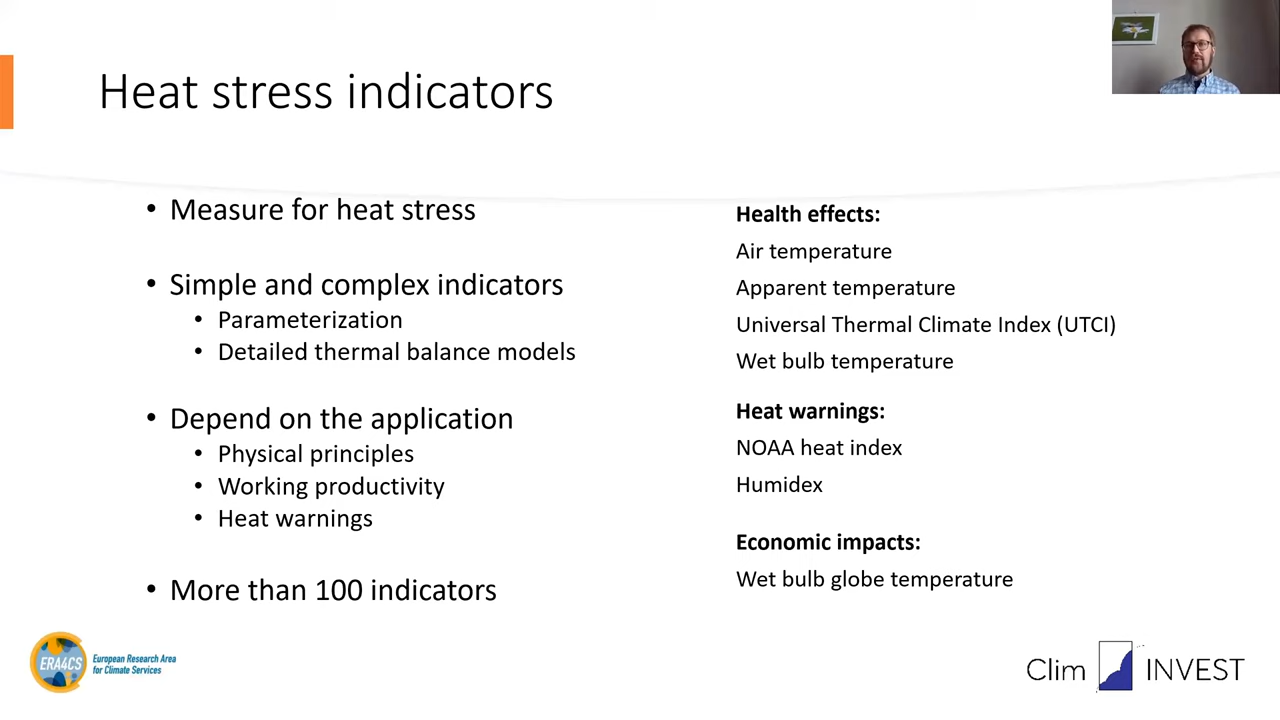 Heat stress indicators
• Measure for heat stress
• Simple and complex indicators
• Parameterization
• Detailed thermal balance models
• Depend on the application
• Physical principles
• Working productivity
• Heat warnings
• More than 100 indicators
Health effects:
Air temperature
Apparent temperature
Universal Thermal Climate Index (UTCI)
Wet bulb temperature
Heat warnings:
NOAA heat index
Humidex
Economic impacts:
Wet bulb globe temperature
ERA4CS
European Research Area
for Climate Services
Clim INVEST